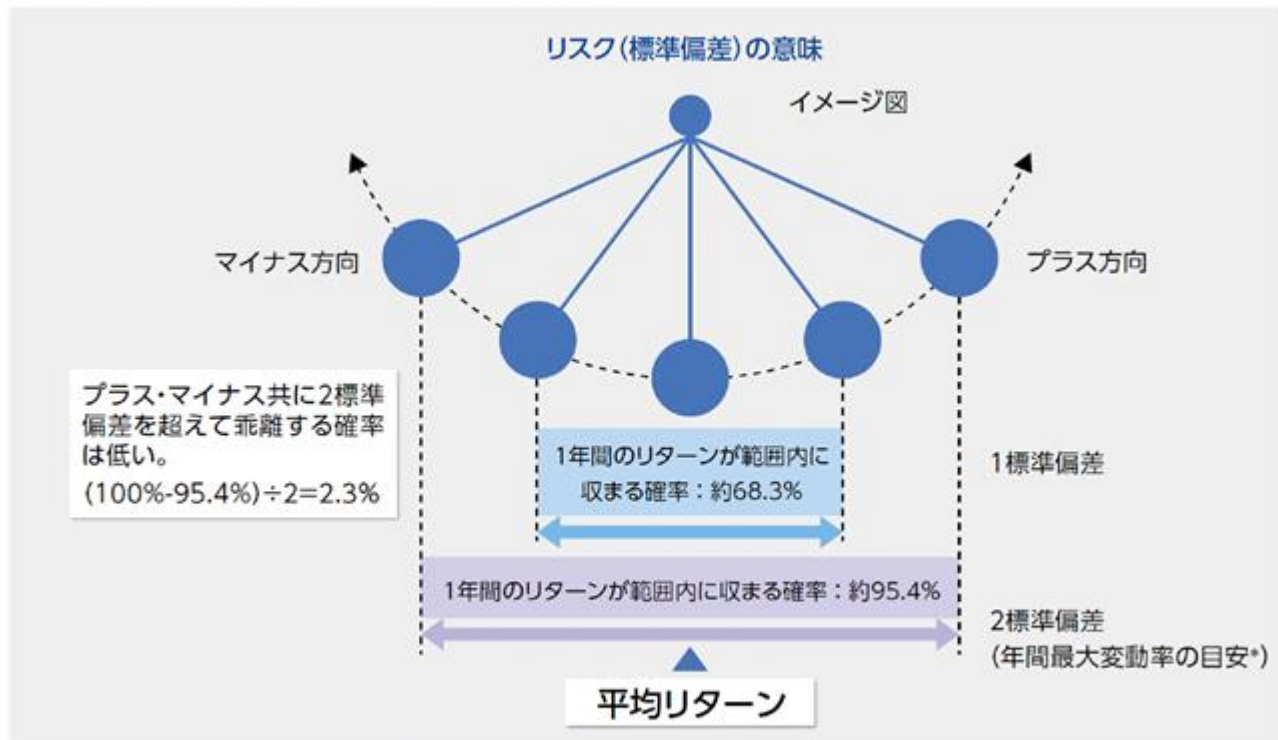 リスク(標準偏差)の意味
イメージ図
マイナス方向
プラス方向
プラス・マイナス共に2標準
偏差を超えて乖離する確率
は低い。
(100%-95.4%)÷2=2.3%
1年間のリターンが範囲内に
収まる確率：約68.3%
1標準偏差
1年間のリターンが範囲内に収まる確率：約95.4%
2標準偏差
(年間最大変動率の目安*)
平均リターン